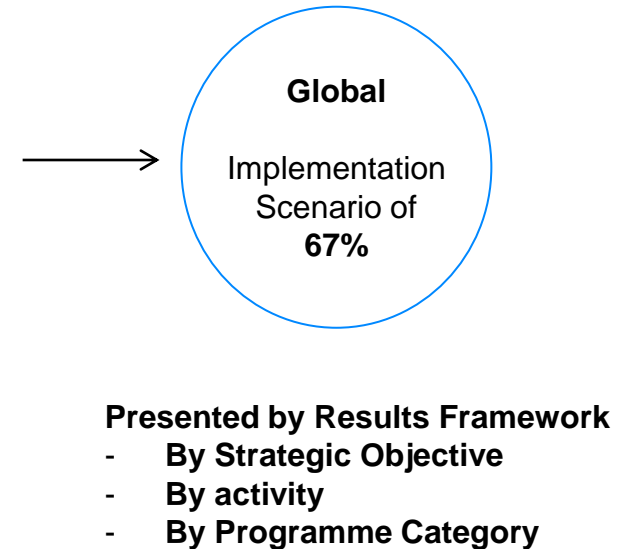 Global
Implementation
Scenario of
67%
Presented by Results Framework
- By Strategic Objective
- By activity
- By Programme Category